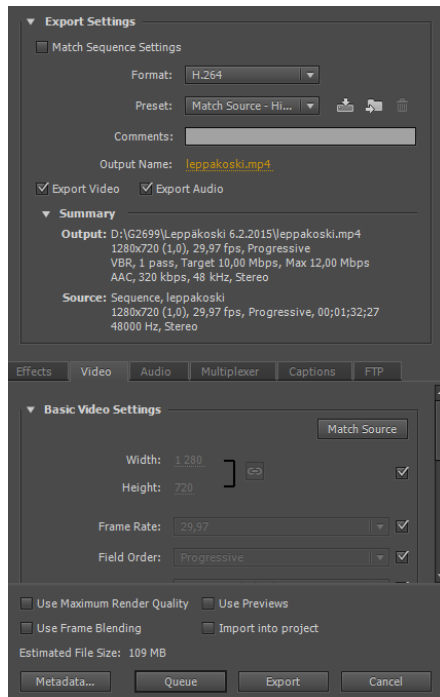 Export Settings
Match Sequence Settings
Format: H.264
Preset: Match Source - Hi...
Comments:
Output Name: leppakoski.mp4
Export Video Export Audio
Summary
Output: D:\G2699\Leppäkoski 6.2.2015\leppakoski.mp4
1280x720 (1,0), 29,97 fps, Progressive
VBR, 1 pass, Target 10,00 Mbps, Max 12,00 Mbps
AAC, 320 kbps, 48 kHz, Stereo
Source: Sequence, leppakoski
1280x720 (1,0), 29,97 fps, Progressive, 00;01;32;27
48000 Hz, Stereo
Effects Video Audio Multiplexer Captions FTP
Basic Video Settings
Match Source
Width: 1 280
Height: 720
Frame Rate: 29,97
Field Order: Progressive
Use Maximum Render Quality Use Previews
Use Frame Blending Import into project
Estimated File Size: 109 MB
Metadata... Queue Export Cancel